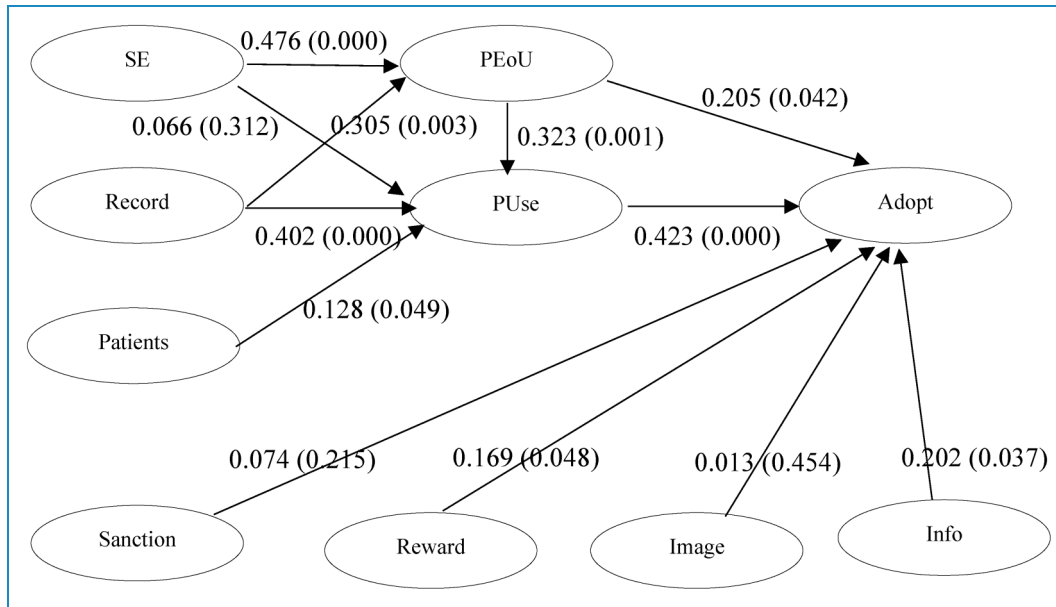 SE
0.476 (0.000)
PEoU
0.205 (0.042)
0.066 (0.312)
0.305 (0.003)
0.323 (0.001)
Record
PUse
Adopt
0.402 (0.000)
0.423 (0.000)
0.128 (0.049)
Patients
0.074 (0.215)
0.169 (0.048)
0.013 (0.454)
0.202 (0.037)
Sanction
Reward
Image
Info